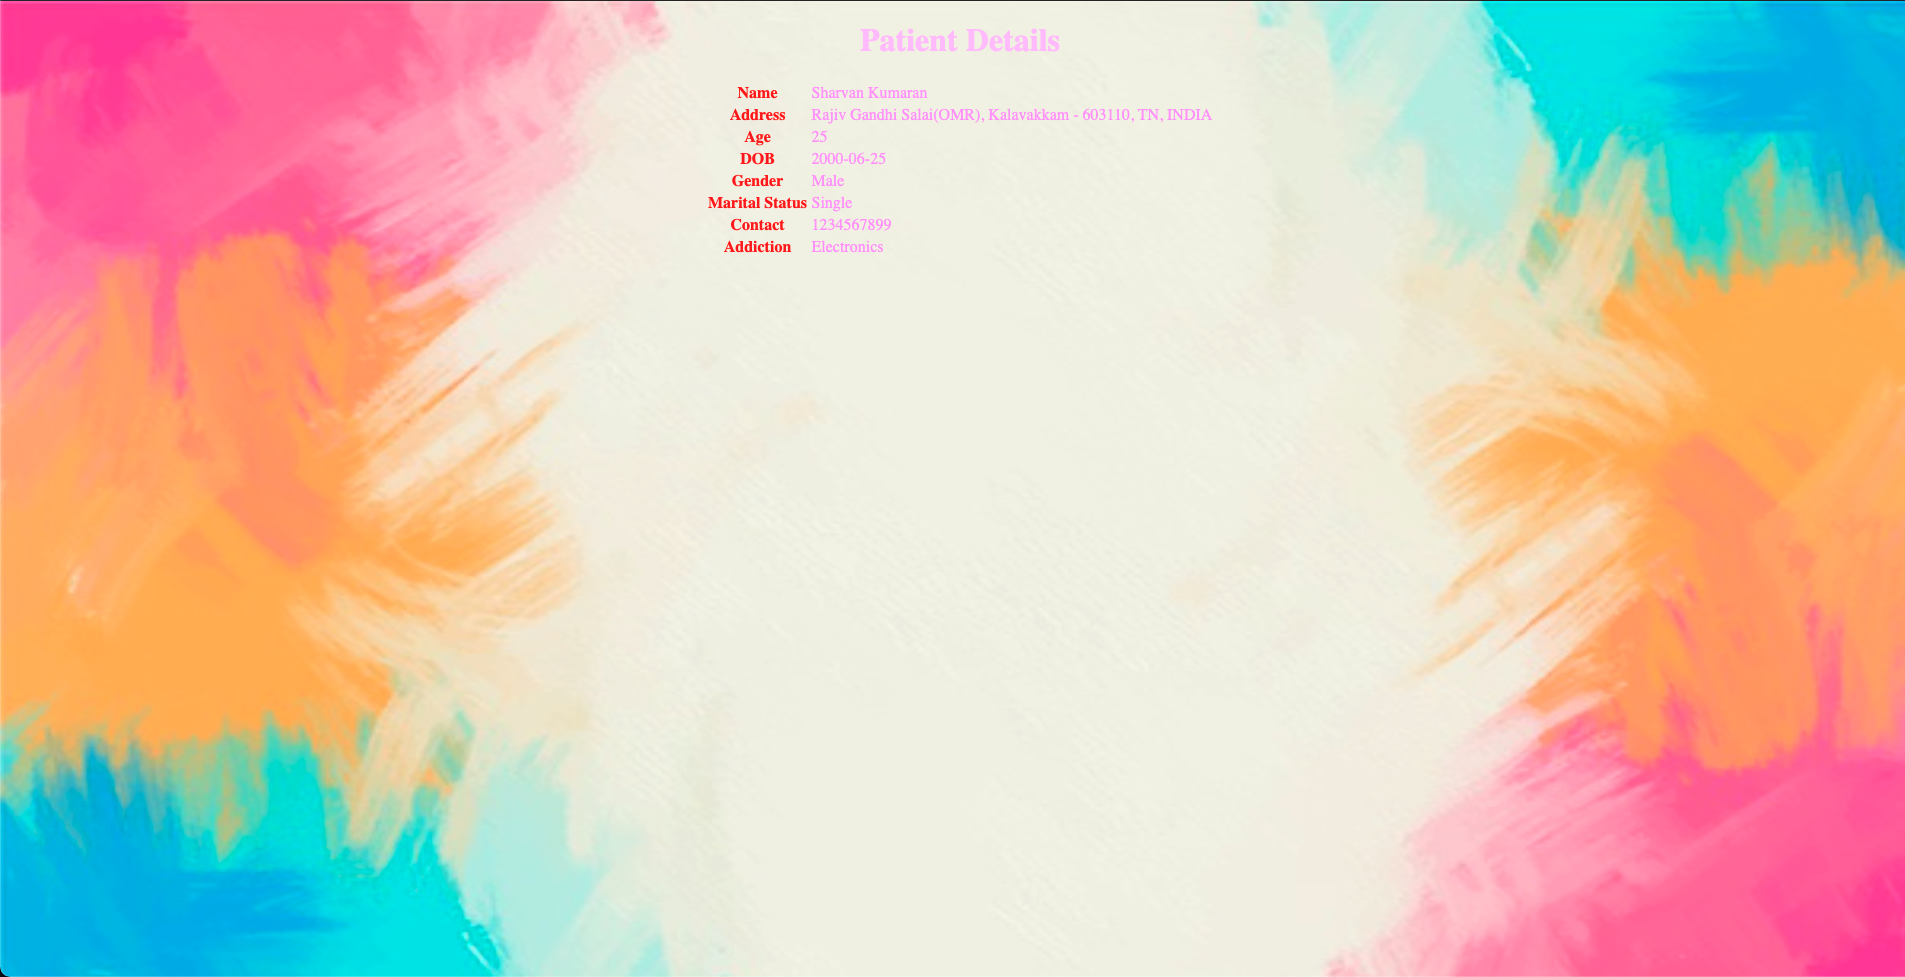 Patient Details
Name Sharvan Kumaran
Address Rajiv Gandhi Salai(OMR), Kalavakkam - 603110, TN, INDIA
Age 25
DOB 2000-06-25
Gender Male
Marital Status Single
Contact 1234567899
Addiction Electronics